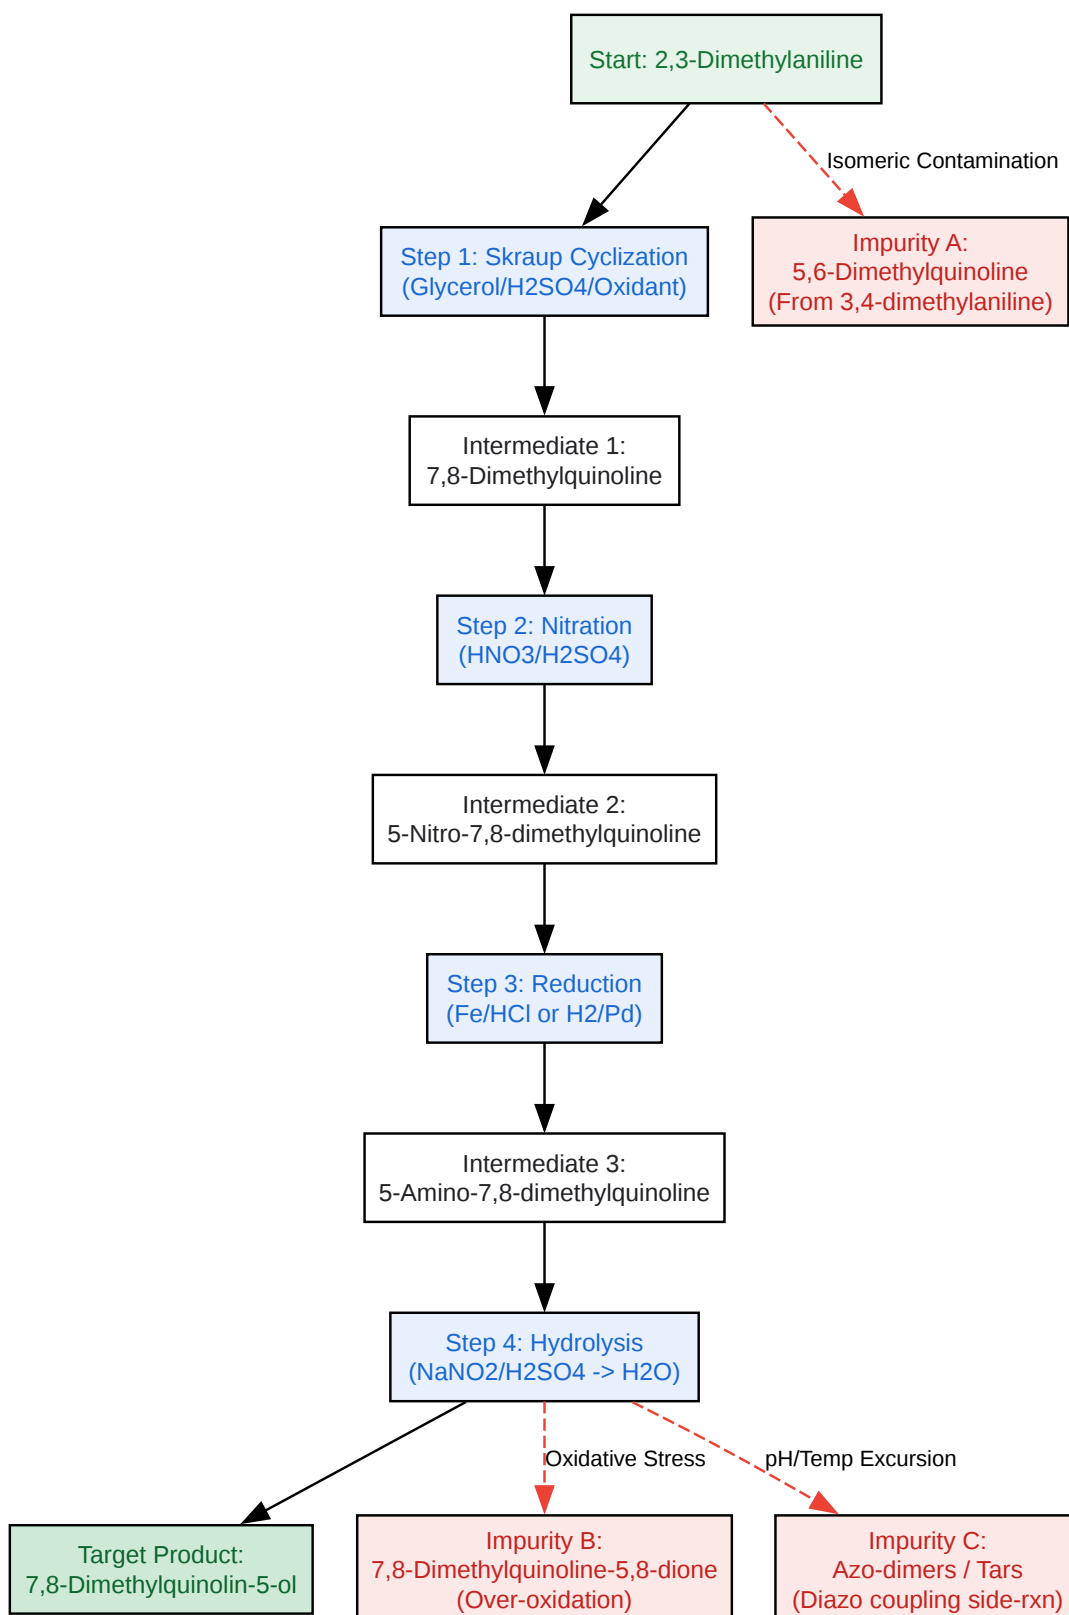 Start: 2,3-Dimethylaniline
Isomeric Contamination
Step 1: Skraup Cyclization
(Glycerol/H2SO4/Oxidant)
Impurity A:
5,6-Dimethylquinoline
(From 3,4-dimethylaniline)
Intermediate 1:
7,8-Dimethylquinoline
Step 2: Nitration
(HNO3/H2SO4)
Intermediate 2:
5-Nitro-7,8-dimethylquinoline
Step 3: Reduction
(Fe/HCl or H2/Pd)
Intermediate 3:
5-Amino-7,8-dimethylquinoline
Step 4: Hydrolysis
(NaNO2/H2SO4 -> H2O)
Oxidative Stress
pH/Temp Excursion
Target Product:
7,8-Dimethylquinolin-5-ol
Impurity B:
7,8-Dimethylquinoline-5,8-dione
(Over-oxidation)
Impurity C:
Azo-dimers / Tars
(Diazo coupling side-rxn)